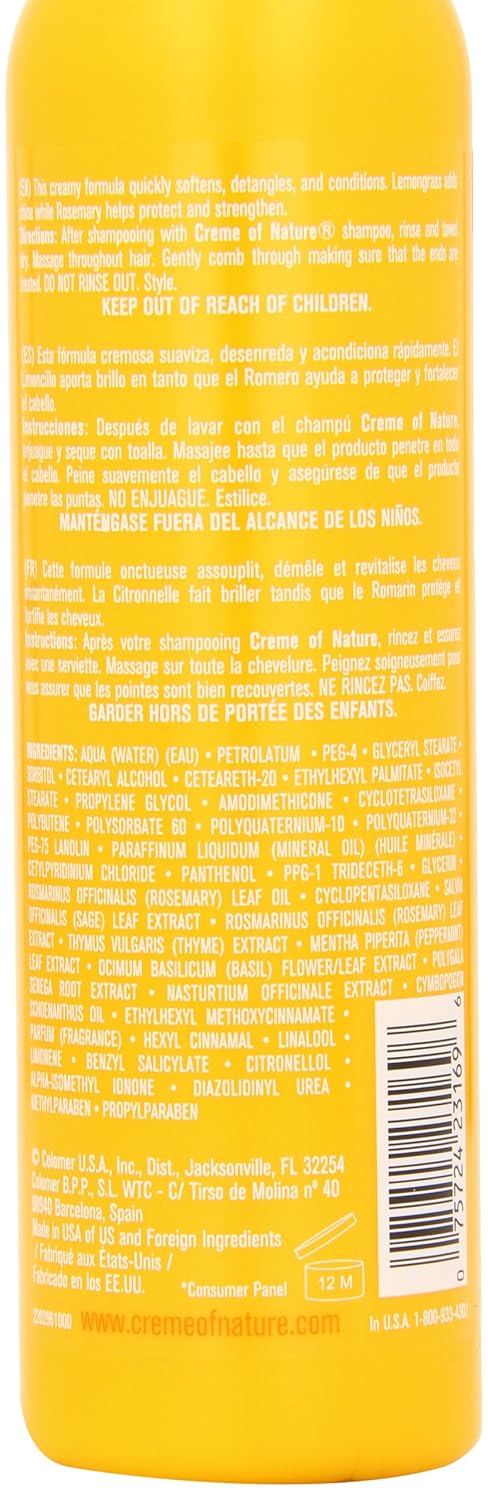 (EN) This creamy formula quickly softens, detangles, and conditions. Lemongrass adds
shine while Rosemary helps protect and strengthen.
Directions: After shampooing with Creme of Nature® shampoo, rinse and towel
dry. Massage throughout hair. Gently comb through making sure that the ends are
treated. DO NOT RINSE OUT. Style.
KEEP OUT OF REACH OF CHILDREN.
(ES) Esta fórmula cremosa suaviza, desenreda y acondiciona rápidamente. El
Limoncillo aporta brillo en tanto que el Romero ayuda a proteger y fortalecer
el cabello.
Instrucciones: Después de lavar con el champú Creme of Nature,
enjuague y seque con toalla. Masajee hasta que el producto penetre en todo
el cabello. Peine suavemente el cabello y asegúrese de que el producto
penetre las puntas. NO ENJUAGUE. Estilice.
MANTÉNGASE FUERA DEL ALCANCE DE LOS NIÑOS.
(FR) Cette formule onctueuse assouplit, démêle et revitalise les cheveux
instantanément. La Citronnelle fait briller tandis que le Romarin protège et
fortifie les cheveux.
Instructions: Après votre shampooing Creme of Nature, rincez et essorez
avec une serviette. Massage sur toute la chevelure. Peignez soigneusement pour
vous assurer que les pointes sont bien recouvertes. NE RINCEZ PAS. Coiffez.
GARDER HORS DE PORTÉE DES ENFANTS.
INGREDIENTS: AQUA (WATER) (EAU) • PETROLATUM • PEG-4 • GLYCERYL STEARATE •
SORBITOL • CETEARYL ALCOHOL • CETEARETH-20 • ETHYLHEXYL PALMITATE • ISOCETYL
STEARATE • PROPYLENE GLYCOL • AMODIMETHICONE • CYCLOTETRASILOXANE •
POLYBUTENE • POLYSORBATE 60 • POLYQUATERNIUM-10 • POLYQUATERNIUM-32 •
PEG-75 LANOLIN • PARAFFINUM LIQUIDUM (MINERAL OIL) (HUILE MINÉRALE) •
CETYLPYRIDINIUM CHLORIDE • PANTHENOL • PPG-1 TRIDECETH-6 • GLYCERIN •
ROSMARINUS OFFICINALIS (ROSEMARY) LEAF OIL • CYCLOPENTASILOXANE • SALVIA
OFFICINALIS (SAGE) LEAF EXTRACT • ROSMARINUS OFFICINALIS (ROSEMARY) LEAF
EXTRACT • THYMUS VULGARIS (THYME) EXTRACT • MENTHA PIPERITA (PEPPERMINT)
LEAF EXTRACT • OCIMUM BASILICUM (BASIL) FLOWER/LEAF EXTRACT • POLYGALA
SENEGA ROOT EXTRACT • NASTURTIUM OFFICINALE EXTRACT • CYMBOPOGON
SCHOENANTHUS OIL • ETHYLHEXYL METHOXYCINNAMATE •
PARFUM (FRAGRANCE) • HEXYL CINNAMAL • LINALOOL •
LIMONENE • BENZYL SALICYLATE • CITRONELLOL •
ALPHA-ISOMETHYL IONONE • DIAZOLIDINYL UREA •
METHYLPARABEN • PROPYLPARABEN
© Colomer U.S.A., Inc., Dist., Jacksonville, FL 32254
Colomer B.P.P., S.L. WTC - C/ Tirso de Molina nº 40
08940 Barcelona, Spain
Made in USA of US and Foreign Ingredients
/ Fabriqué aux États-Unis /
Fabricado en los EE.UU.
*Consumer Panel
12 M
0 75724 23169 6
2202961000 www.cremeofnature.com In U.S.A. 1-800-933-4303